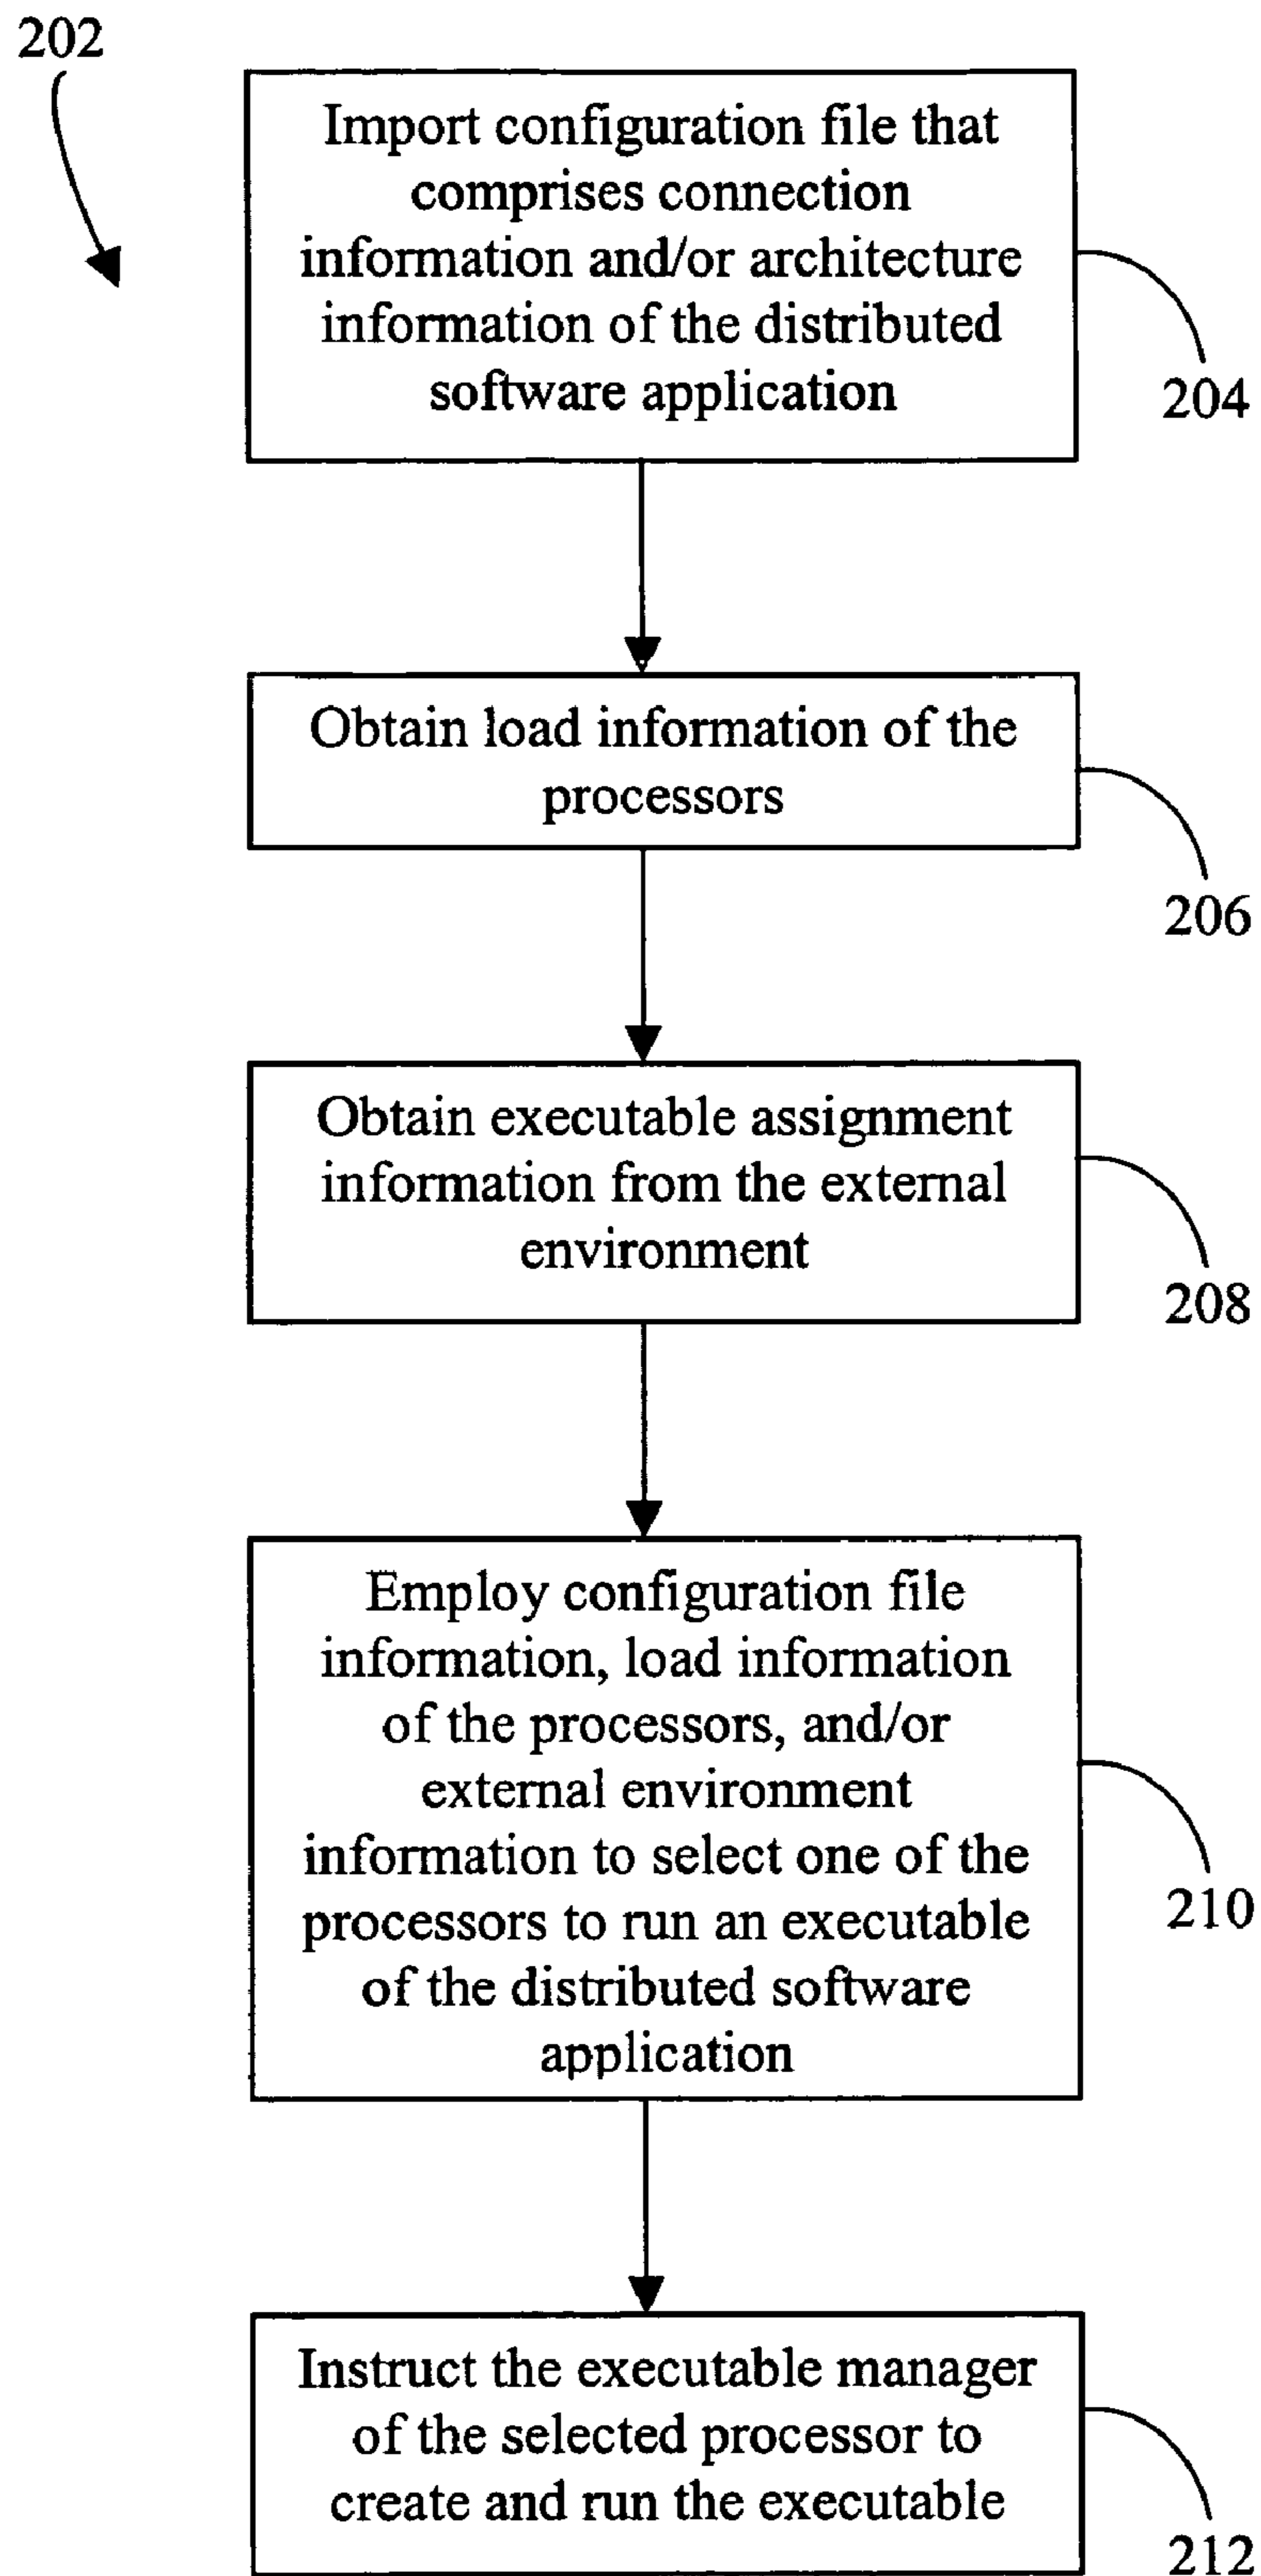 202
Import configuration file that
comprises connection
information and/or architecture
information of the distributed
software application
204
Obtain load information of the
processors
206
Obtain executable assignment
information from the external
environment
208
Employ configuration file
information, load information
of the processors, and/or
external environment
information to select one of the
processors to run an executable
of the distributed software
application
210
Instruct the executable manager
of the selected processor to
create and run the executable
212